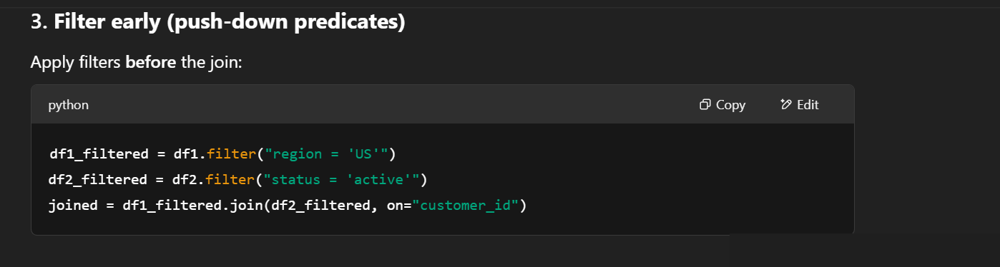 3. Filter early (push-down predicates)
Apply filters before the join:
python
Copy
Edit
df1_filtered = df1.filter("region = 'US'")
df2_filtered = df2.filter("status = 'active'")
joined = df1_filtered.join(df2_filtered, on="customer_id")